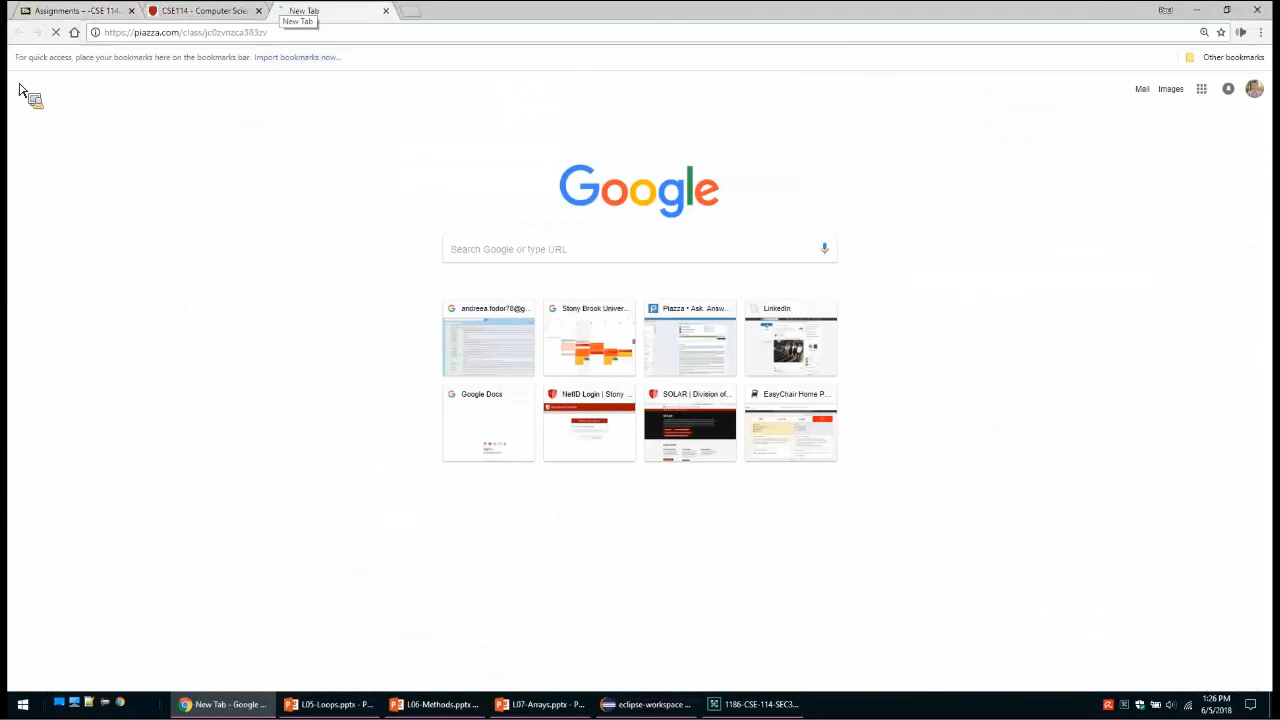 Assignments – -CSE 114
CSE114 - Computer Scie
New Tab
New Tab
https://piazza.com/class/jc0zvnzca383zv
For quick access, place your bookmarks here on the bookmarks bar. Import bookmarks now...
Other bookmarks
Mail Images
Google
Search Google or type URL
andreea.fodor78@g...
Stony Brook Univer...
Piazza • Ask. Answ...
LinkedIn
Google Docs
NetID Login | Stony ...
SOLAR | Division of...
EasyChair Home P...
New Tab - Google ...
L05-Loops.pptx - P...
L06-Methods.pptx ...
L07-Arrays.pptx - P...
eclipse-workspace ...
1186-CSE-114-SEC3...
1:26 PM
6/5/2018